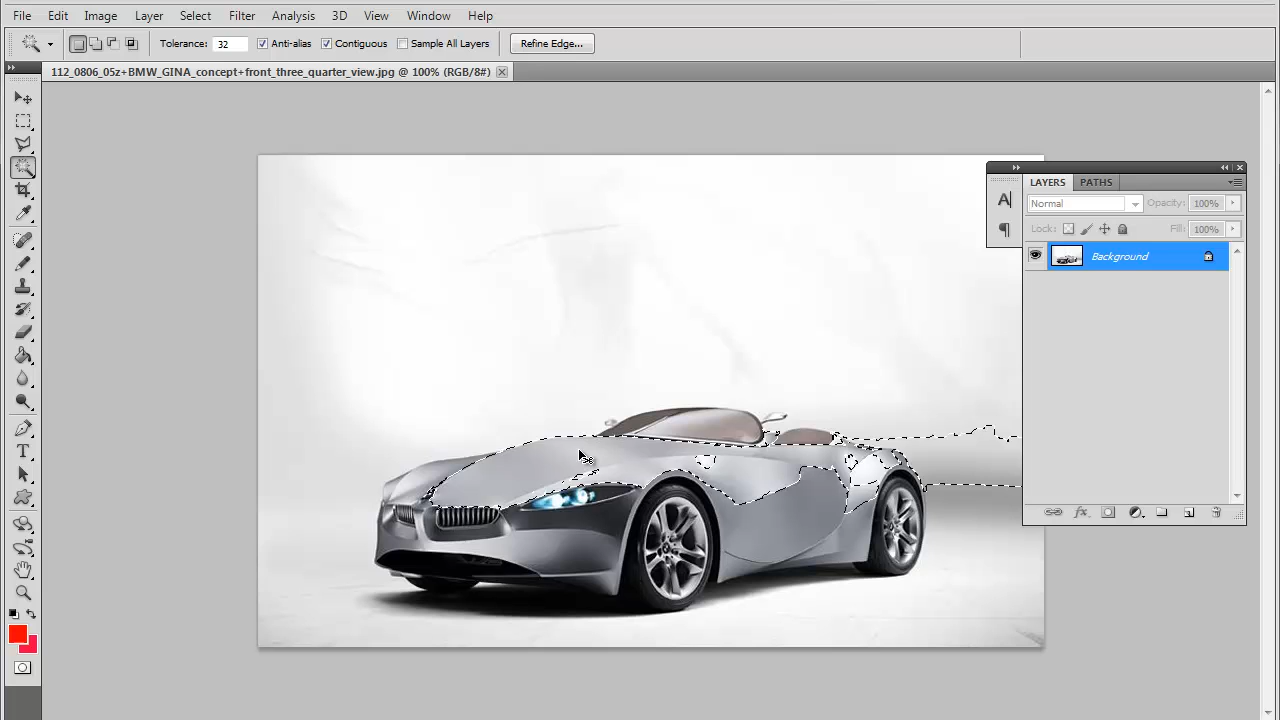 File Edit Image Layer Select Filter Analysis 3D View Window Help
Tolerance: 32 Anti-alias Contiguous Sample All Layers Refine Edge...
112_0806_05z+BMW_GINA_concept+front_three_quarter_view.jpg @ 100% (RGB/8#)
LAYERS PATHS
Normal Opacity: 100%
Lock: Fill: 100%
Background